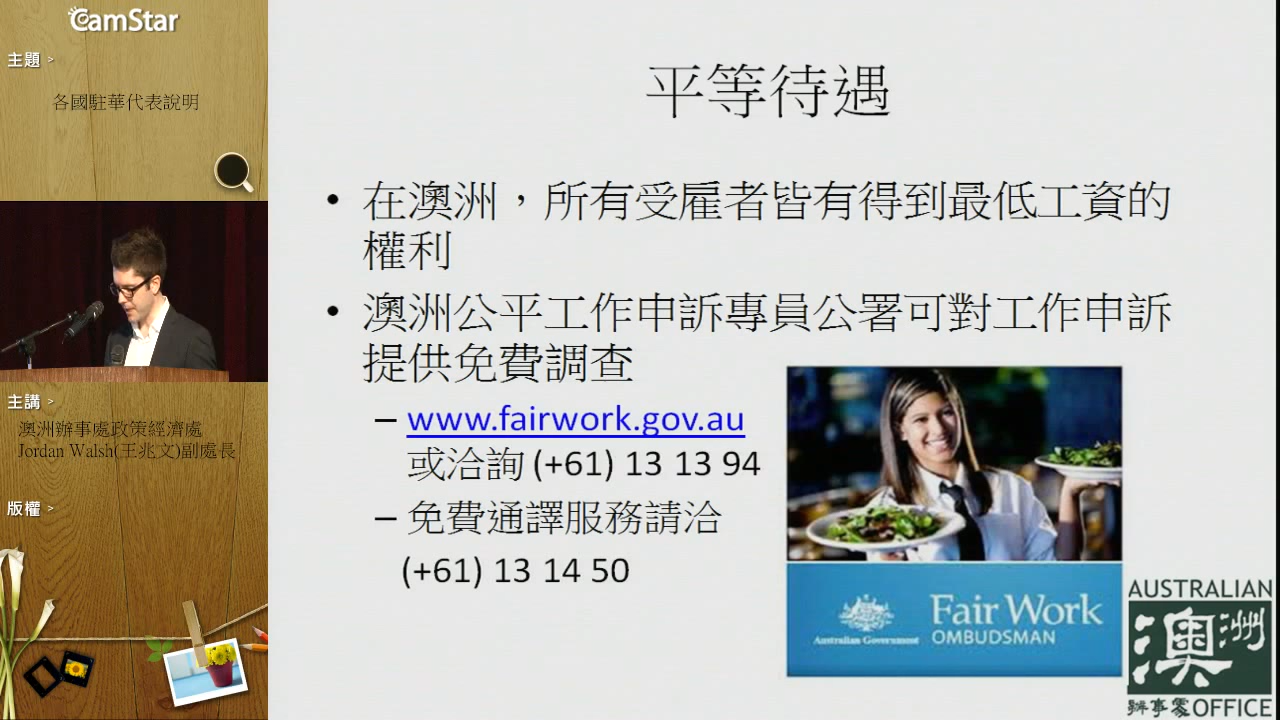 CamStar
主題 >
各國駐華代表說明
主講 >
澳洲辦事處政策經濟處
Jordan Walsh(王兆文)副處長
版權 >
平等待遇
• 在澳洲，所有受雇者皆有得到最低工資的
權利
• 澳洲公平工作申訴專員公署可對工作申訴
提供免費調查
– www.fairwork.gov.au
或洽詢 (+61) 13 13 94
– 免費通譯服務請洽
(+61) 13 14 50
Australian Government
Fair Work
OMBUDSMAN
AUSTRALIAN
澳洲
辦事處OFFICE